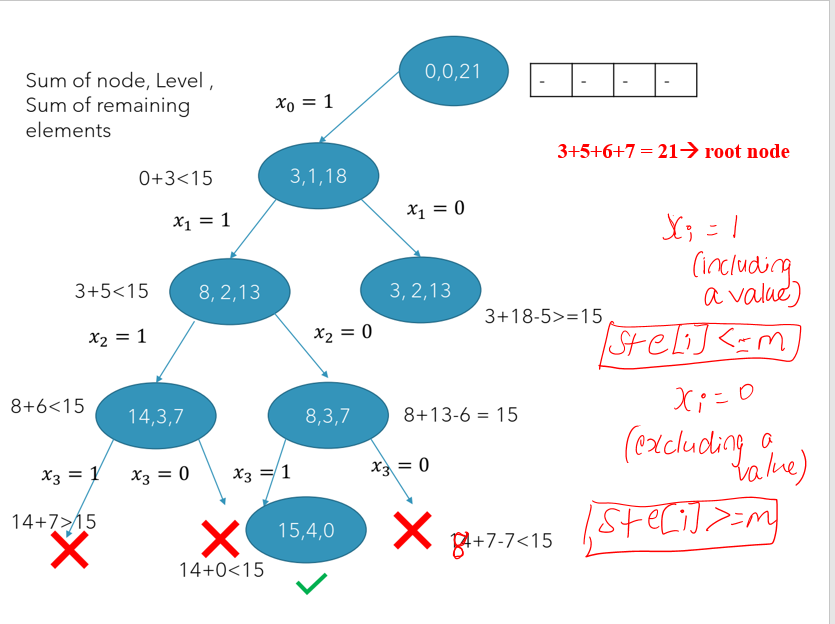 0,0,21
- - - -
Sum of node, Level ,
Sum of remaining
elements
x₀ = 1
3+5+6+7 = 21→ root node
0+3<15
3,1,18
x₁ = 1
x₁ = 0
xᵢ = 1
(including
a value)
3+5<15
8, 2,13
3, 2,13
3+18-5>=15
S+e[i] <=m
x₂ = 1
x₂ = 0
xᵢ = 0
(excluding a
value)
8+6<15
14,3,7
8,3,7
8+13-6 = 15
x₃ = 1
x₃ = 0
x₃ = 1
x₃ = 0
S+e[i] >=m
14+7>15
15,4,0
8+7-7<15
14+0<15